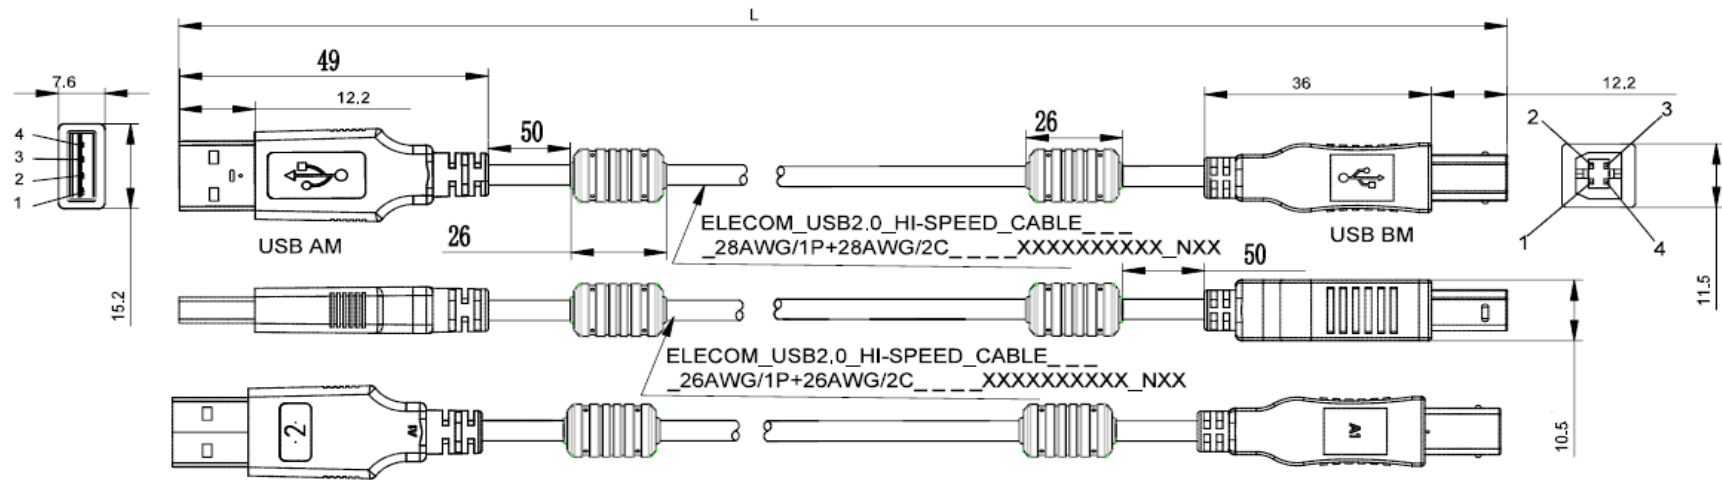 L
49
7.6
12.2
36
12.2
50
26
4
3
2
1
2
3
1
4
USB AM
26
ELECOM_USB2.0_HI-SPEED_CABLE_ _ _
_28AWG/1P+28AWG/2C_ _ _ _XXXXXXXXXX_NXX
USB BM
50
15.2
11.5
ELECOM_USB2.0_HI-SPEED_CABLE_ _ _
_26AWG/1P+26AWG/2C_ _ _ _XXXXXXXXXX_NXX
10.5
2
IV
A1